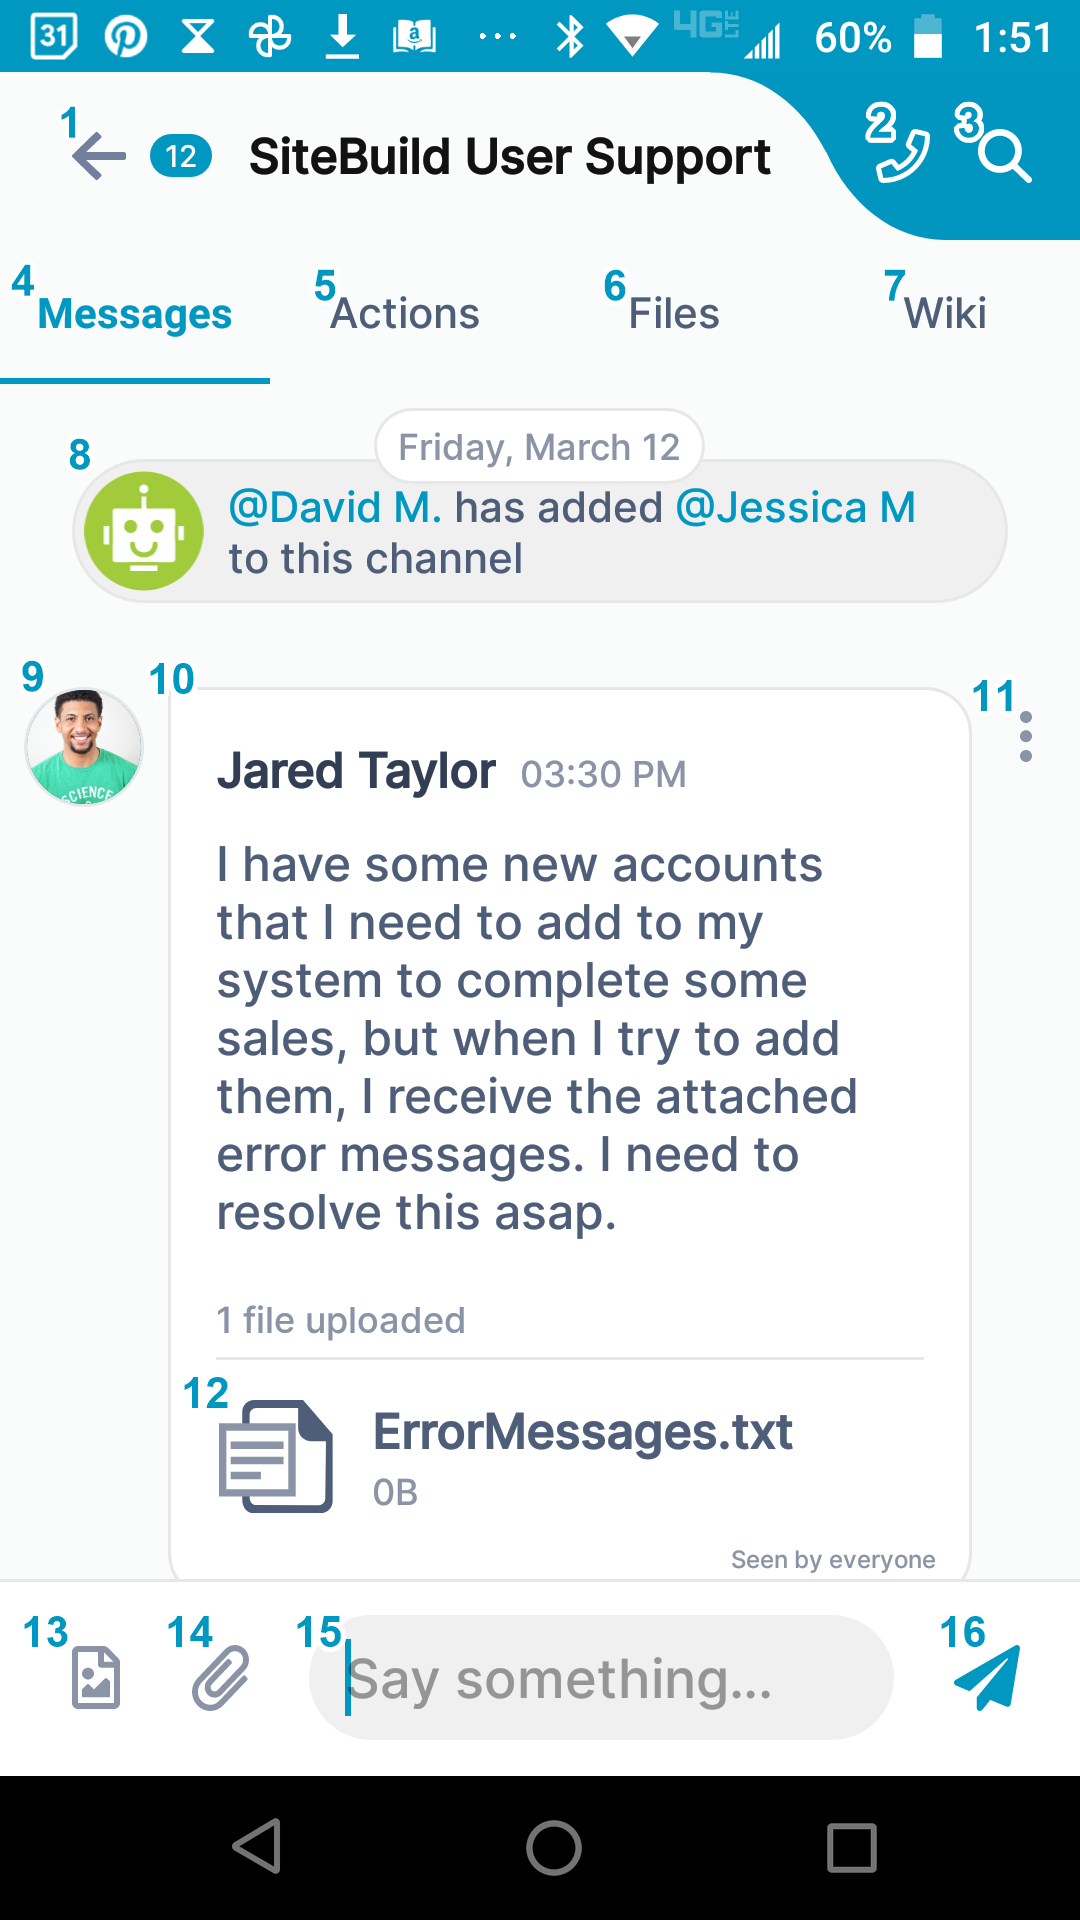 31 4G LTE 60% 1:51
1 12 SiteBuild User Support 2 3
4 Messages 5 Actions 6 Files 7 Wiki
Friday, March 12
8 @David M. has added @Jessica M
to this channel
9 10 11
SCIENCE
Jared Taylor 03:30 PM
I have some new accounts
that I need to add to my
system to complete some
sales, but when I try to add
them, I receive the attached
error messages. I need to
resolve this asap.
1 file uploaded
12 ErrorMessages.txt
0B
Seen by everyone
13 14 15 Say something... 16